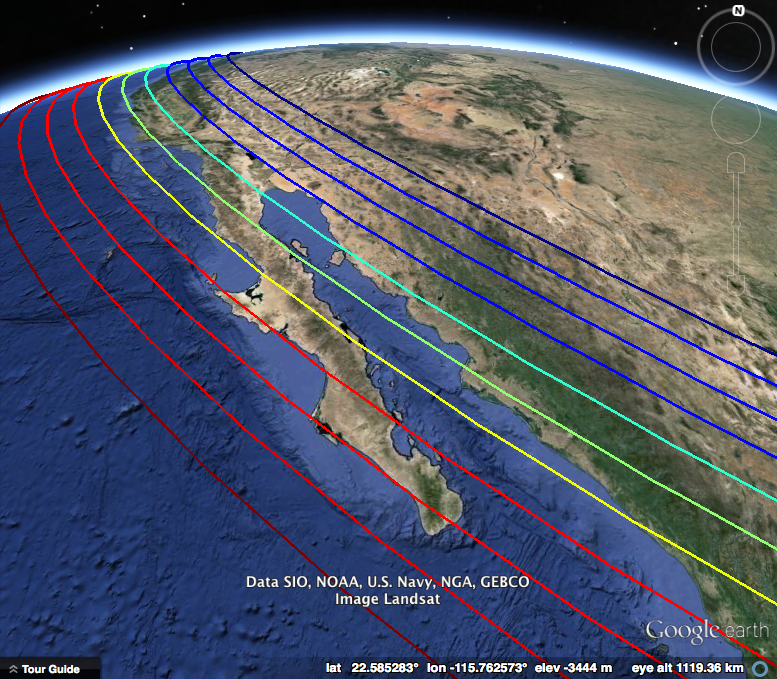 N
Data SIO, NOAA, U.S. Navy, NGA, GEBCO
Image Landsat
Google earth
Tour Guide
lat 22.585283° lon -115.762573° elev -3444 m eye alt 1119.36 km